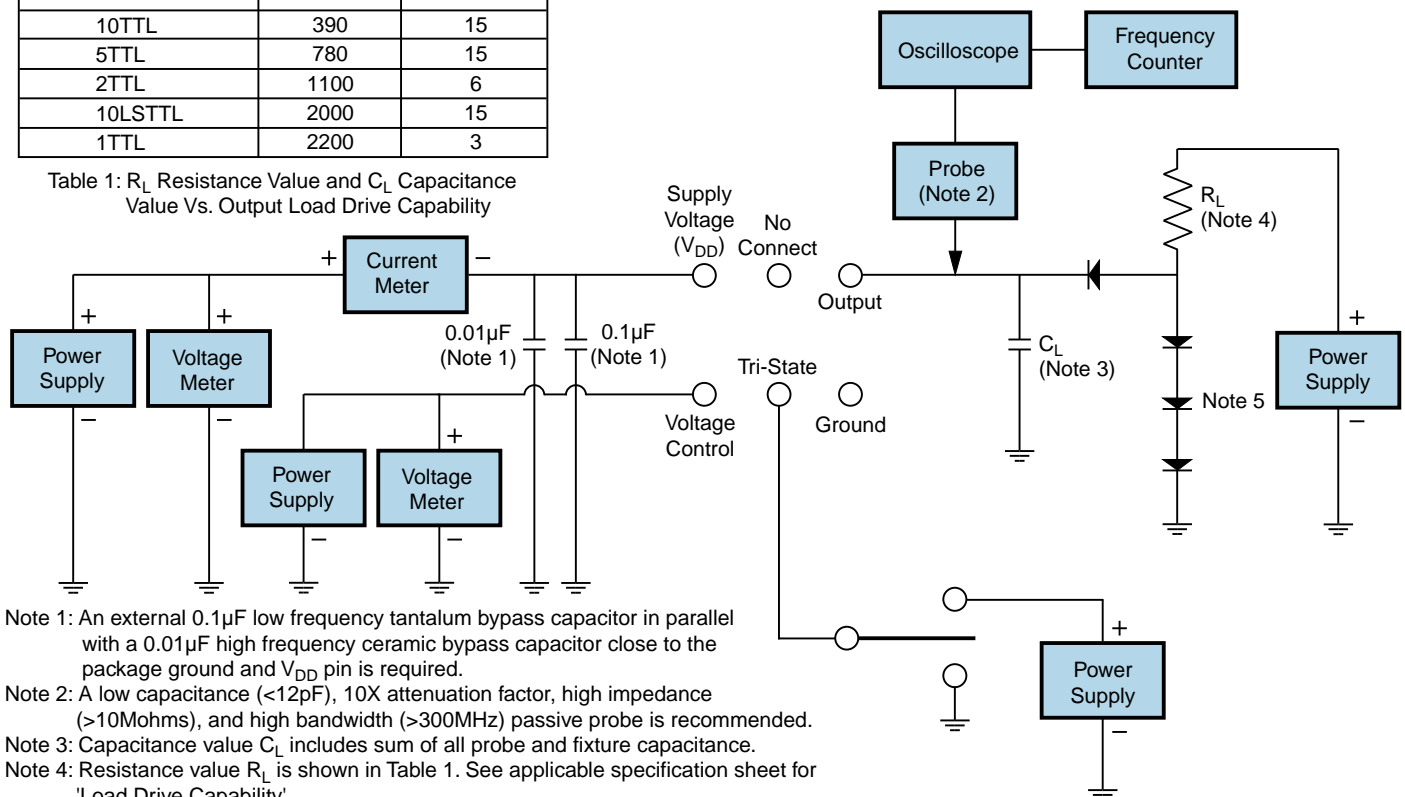 10TTL 390 15
5TTL 780 15
2TTL 1100 6
10LSTTL 2000 15
1TTL 2200 3
Table 1: RL Resistance Value and CL Capacitance
Value Vs. Output Load Drive Capability
Oscilloscope
Frequency
Counter
Probe
(Note 2)
RL
(Note 4)
Supply
Voltage
(VDD)
No
Connect
Output
+
Current
Meter
−
+
Power
Supply
−
+
Voltage
Meter
−
0.01µF
(Note 1)
0.1µF
(Note 1)
CL
(Note 3)
Note 5
+
Power
Supply
−
Tri-State
Voltage
Control
Ground
Power
Supply
−
+
Voltage
Meter
−
+
Power
Supply
−
Note 1: An external 0.1µF low frequency tantalum bypass capacitor in parallel
with a 0.01µF high frequency ceramic bypass capacitor close to the
package ground and VDD pin is required.
Note 2: A low capacitance (<12pF), 10X attenuation factor, high impedance
(>10Mohms), and high bandwidth (>300MHz) passive probe is recommended.
Note 3: Capacitance value CL includes sum of all probe and fixture capacitance.
Note 4: Resistance value RL is shown in Table 1. See applicable specification sheet for
'Load Drive Capability'